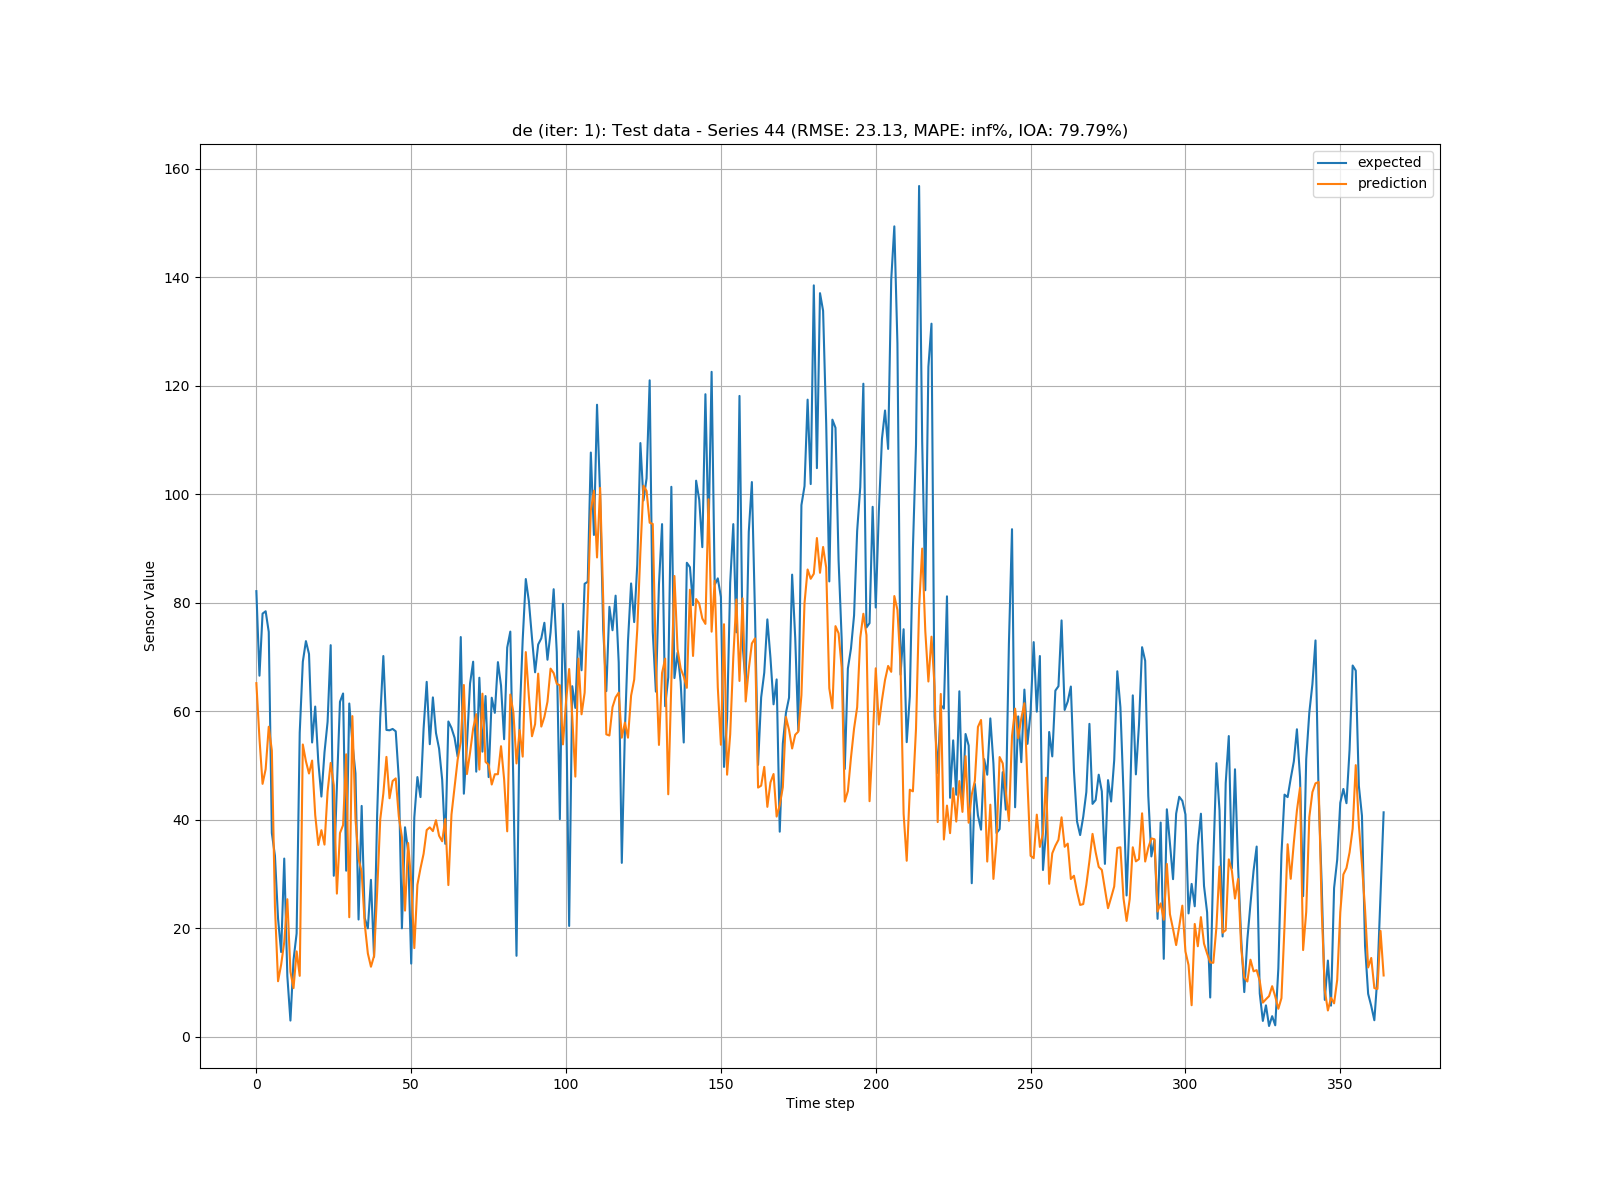 de (iter: 1): Test data - Series 44 (RMSE: 23.13, MAPE: inf%, IOA: 79.79%)
expected
prediction
Sensor Value
160
140
120
100
80
60
40
20
0
0 50 100 150 200 250 300 350
Time step